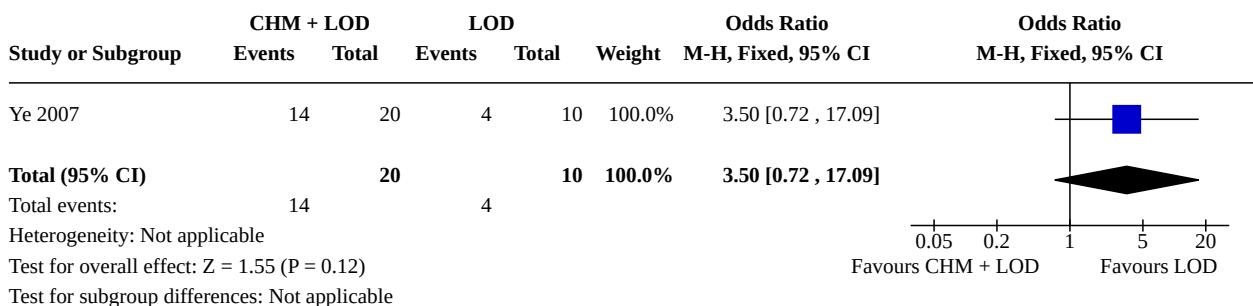 CHM + LOD LOD Odds Ratio Odds Ratio
Study or Subgroup Events Total Events Total Weight M-H, Fixed, 95% CI M-H, Fixed, 95% CI
Ye 2007 14 20 4 10 100.0% 3.50 [0.72 , 17.09]
Total (95% CI) 20 10 100.0% 3.50 [0.72 , 17.09]
Total events: 14 4
Heterogeneity: Not applicable 0.05 0.2 1 5 20
Test for overall effect: Z = 1.55 (P = 0.12) Favours CHM + LOD Favours LOD
Test for subgroup differences: Not applicable